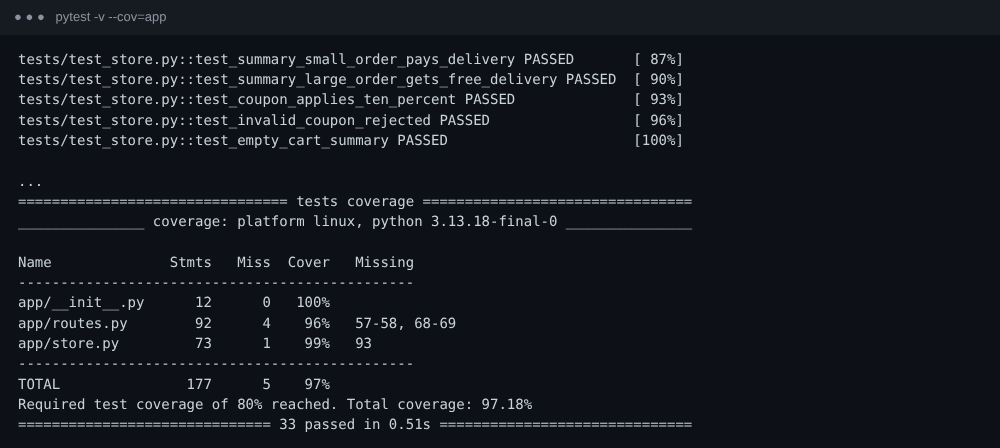 pytest -v --cov=app
tests/test_store.py::test_summary_small_order_pays_delivery PASSED       [ 87%]
tests/test_store.py::test_summary_large_order_gets_free_delivery PASSED  [ 90%]
tests/test_store.py::test_coupon_applies_ten_percent PASSED              [ 93%]
tests/test_store.py::test_invalid_coupon_rejected PASSED                 [ 96%]
tests/test_store.py::test_empty_cart_summary PASSED                      [100%]
...
================================ tests coverage ================================
_______________ coverage: platform linux, python 3.13.18-final-0 _______________
Name              Stmts   Miss  Cover   Missing
-----------------------------------------------
app/__init__.py      12      0   100%
app/routes.py        92      4    96%   57-58, 68-69
app/store.py         73      1    99%   93
-----------------------------------------------
TOTAL               177      5    97%
Required test coverage of 80% reached. Total coverage: 97.18%
============================== 33 passed in 0.51s ==============================